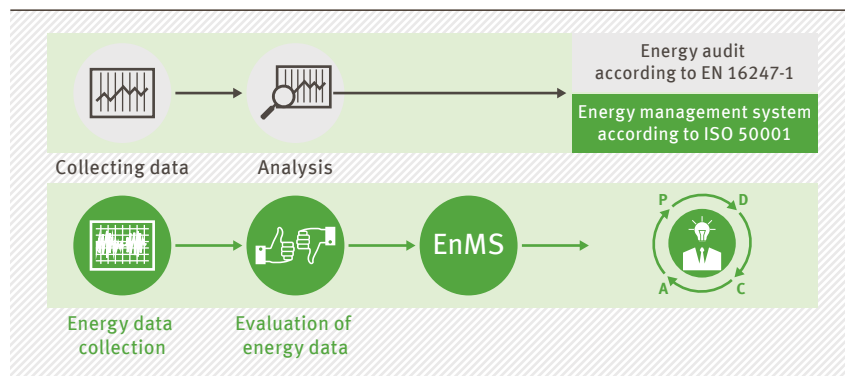 Energy audit
according to EN 16247-1
Energy management system
according to ISO 50001
Collecting data
Analysis
P
D
EnMS
A
C
Energy data
collection
Evaluation of
energy data